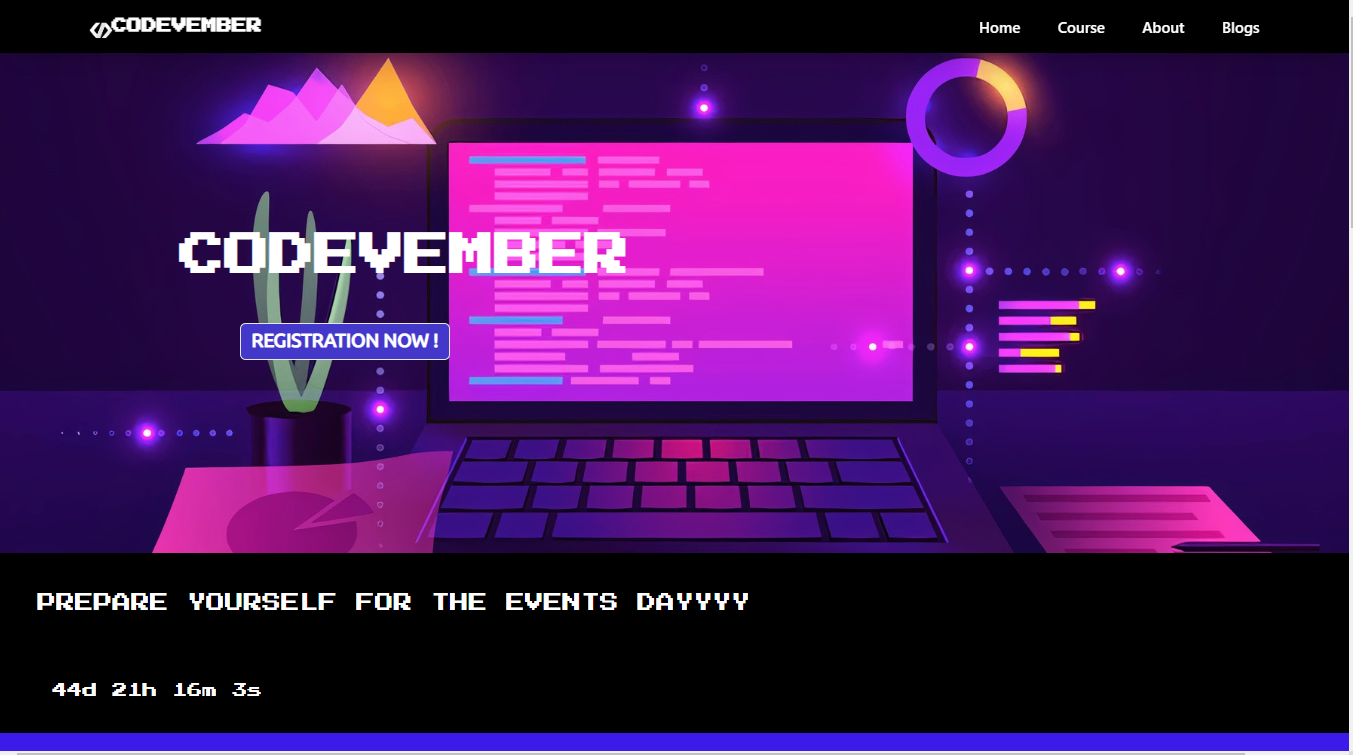 </>CODEVEMBER
Home Course About Blogs
CODEVEMBER
REGISTRATION NOW !
PREPARE YOURSELF FOR THE EVENTS DAYYYY
44d 21h 16m 3s